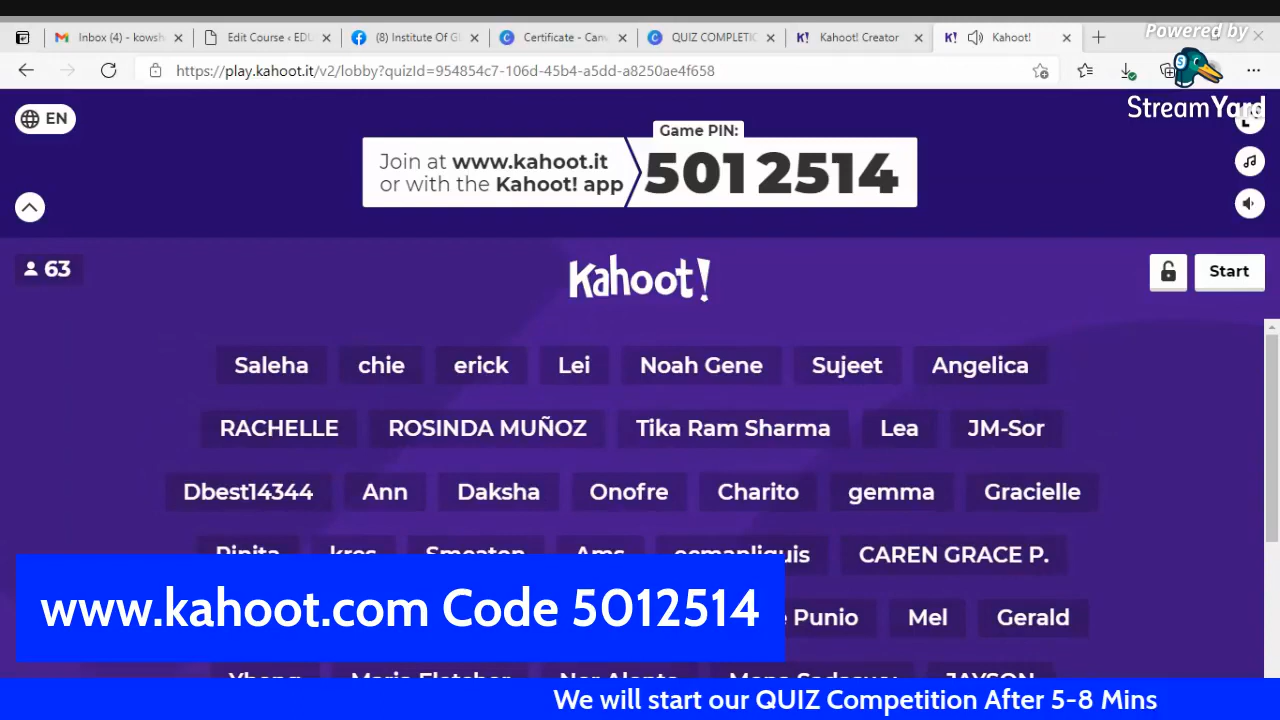 Inbox (4) - kowsh
Edit Course ‹ EDU
(8) Institute Of Gl
Certificate - Can
QUIZ COMPLETIO
K! Kahoot! Creator
K! Kahoot!
Powered by
https://play.kahoot.it/v2/lobby?quizId=954854c7-106d-45b4-a5dd-a8250ae4f658
StreamYard
EN
Game PIN:
Join at www.kahoot.it
or with the Kahoot! app
501 2514
63
Kahoot!
Start
Saleha chie erick Lei Noah Gene Sujeet Angelica
RACHELLE ROSINDA MUÑOZ Tika Ram Sharma Lea JM-Sor
Dbest14344 Ann Daksha Onofre Charito gemma Gracielle
CAREN GRACE P.
www.kahoot.com Code 5012514
Punio Mel Gerald
We will start our QUIZ Competition After 5-8 Mins